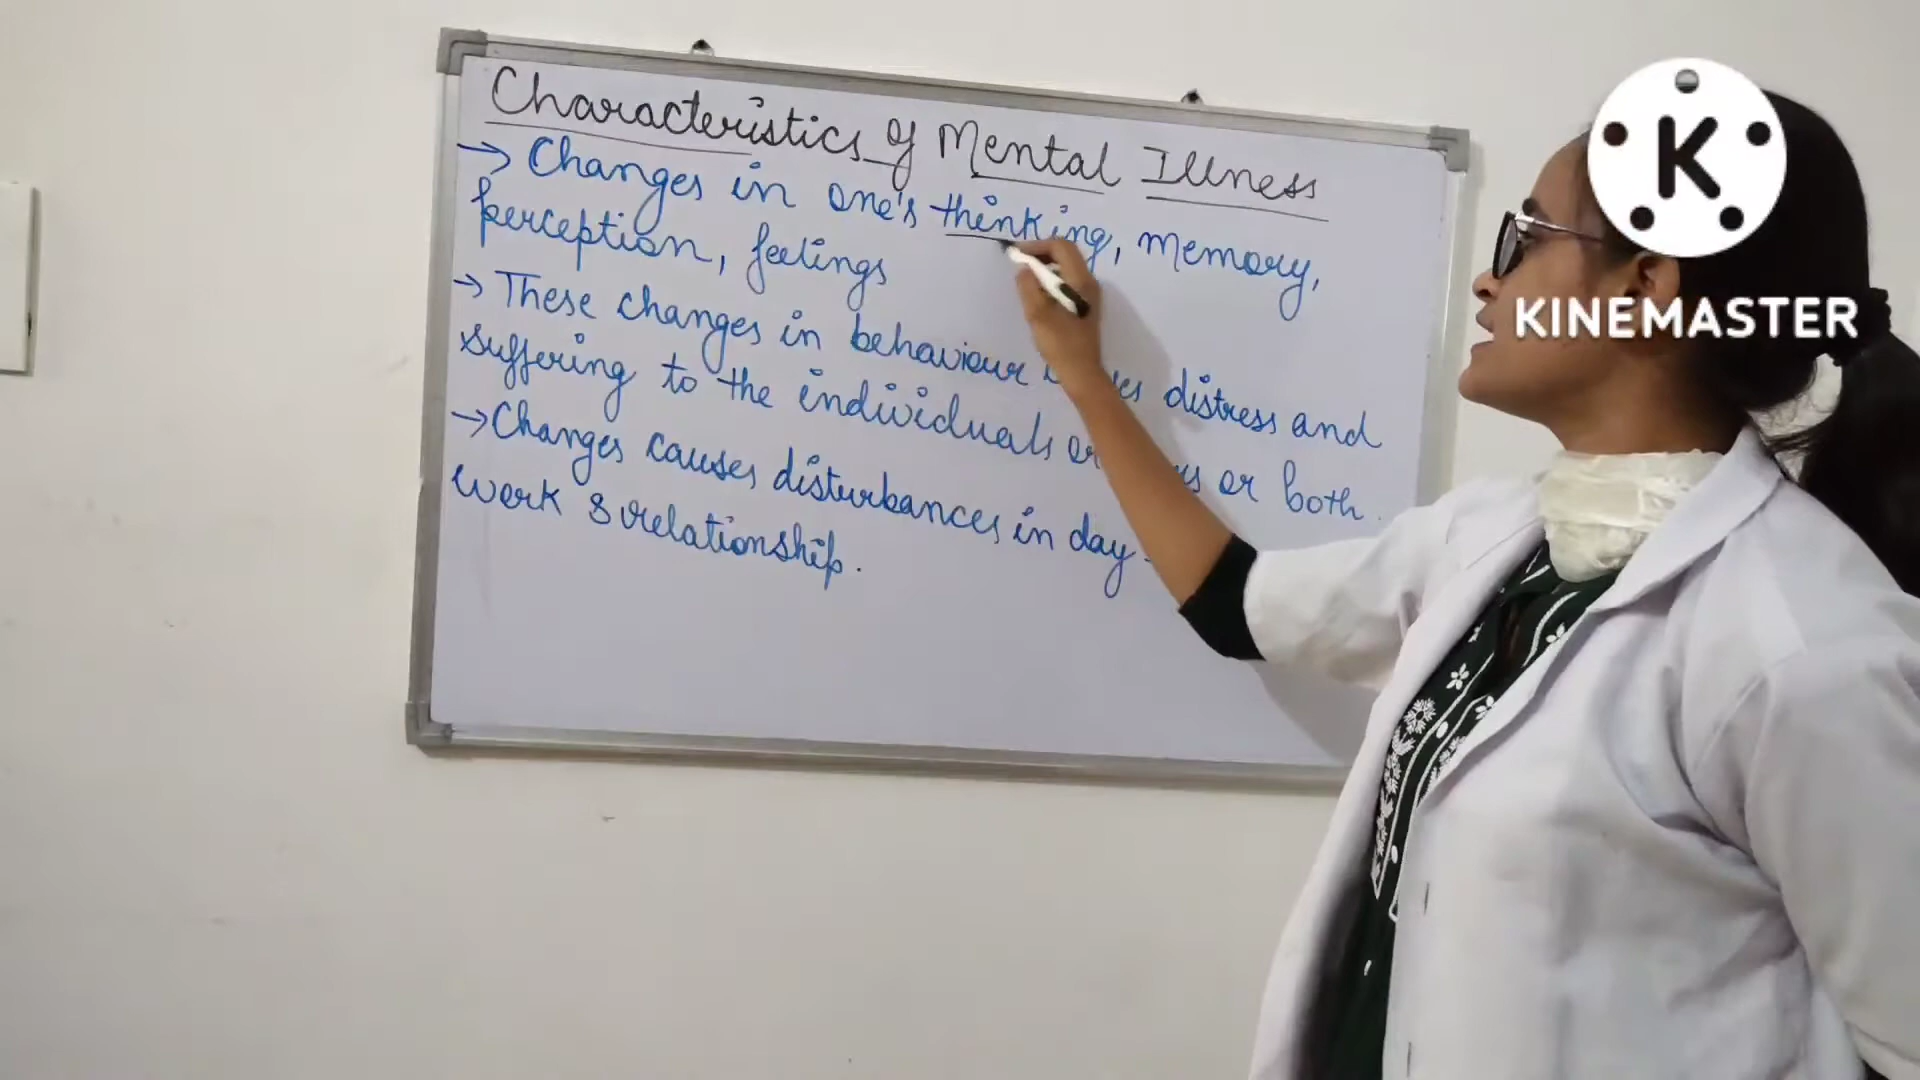 Characteristics of Mental Illness
→ Changes in one's thinking, Memory,
perception, feelings
→ These changes in behaviour distress and
suffering to the individuals or or both.
→ Changes causes disturbances in day
work & relationship.
K
KINEMASTER